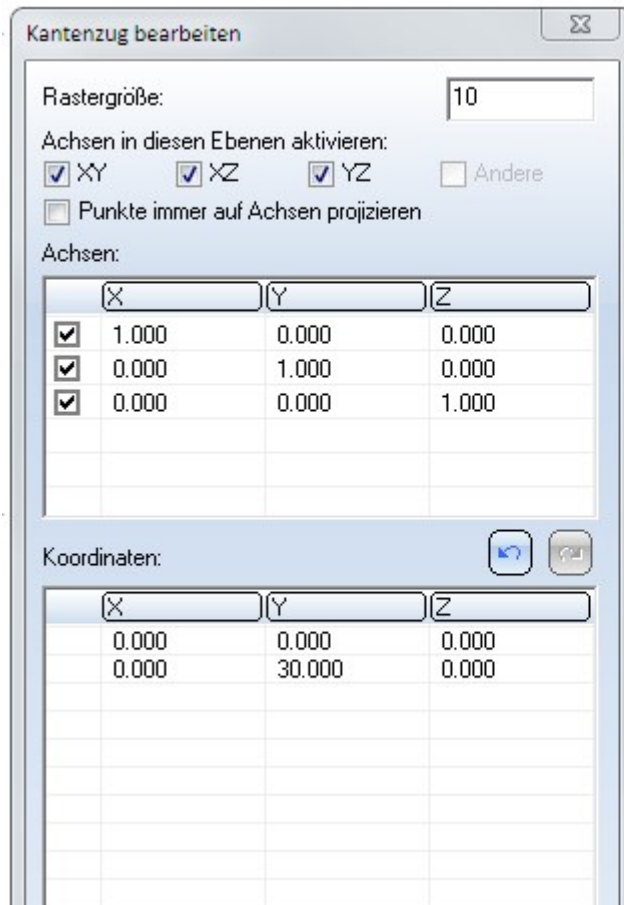 Kantenzug bearbeiten
Rastergröße: 10
Achsen in diesen Ebenen aktivieren:
XY XZ YZ Andere
Punkte immer auf Achsen projizieren
Achsen:
X Y Z
1.000 0.000 0.000
0.000 1.000 0.000
0.000 0.000 1.000
Koordinaten:
X Y Z
0.000 0.000 0.000
0.000 30.000 0.000